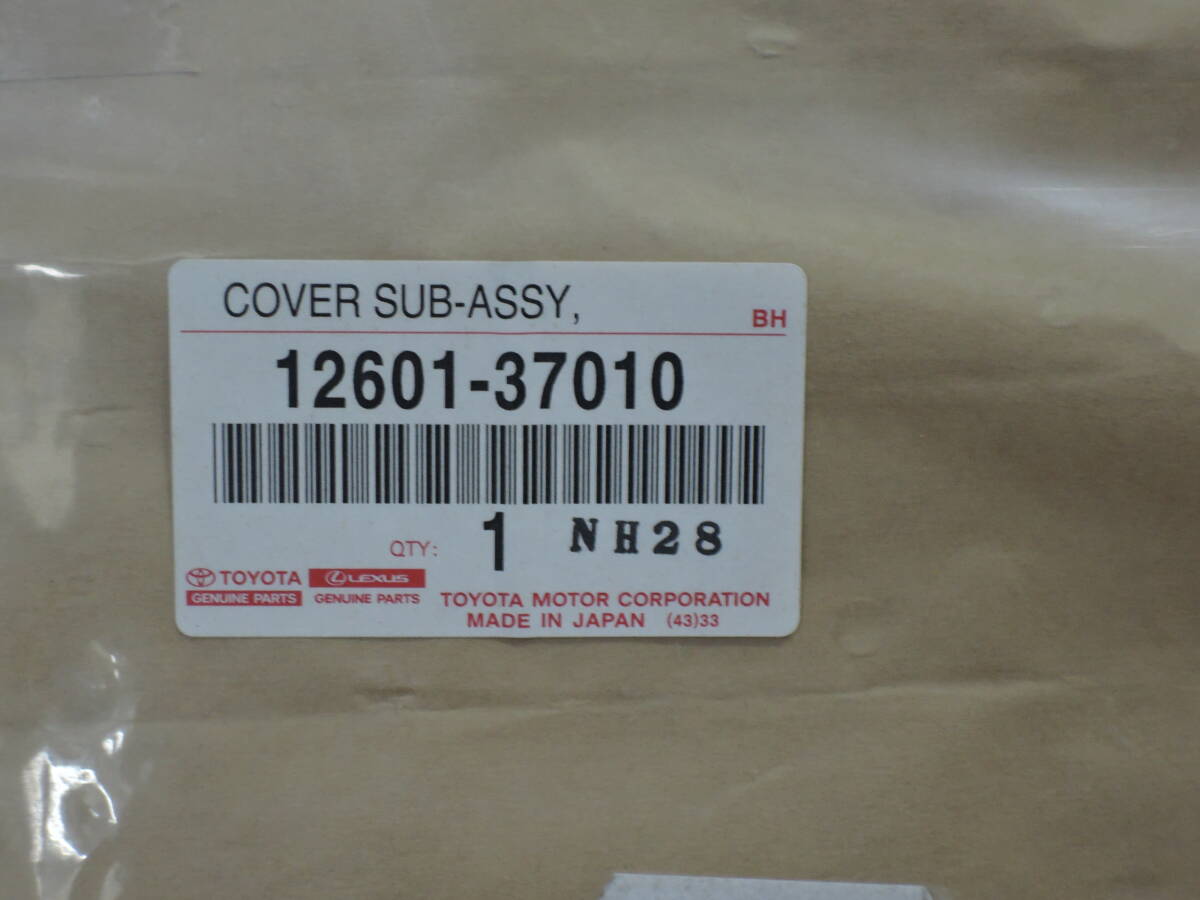 COVER SUB-ASSY,
BH
12601-37010
QTY: 1 NH28
TOYOTA LEXUS
GENUINE PARTS GENUINE PARTS
TOYOTA MOTOR CORPORATION
MADE IN JAPAN (43)33